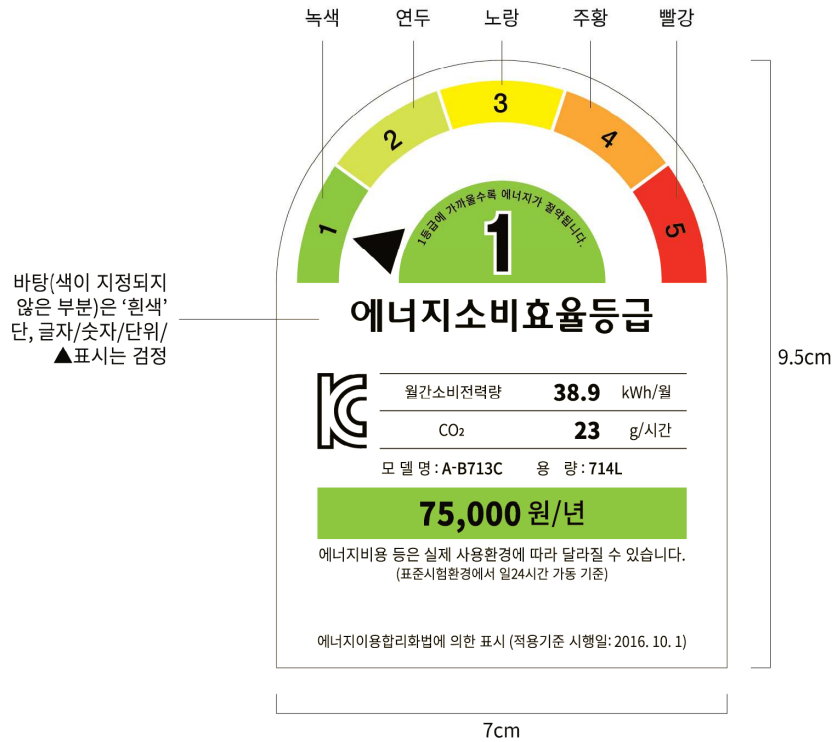 녹색 연두 노랑 주황 빨강
1 2 3 4 5
1등급에 가까울수록 에너지가 절약됩니다.
1
바탕(색이 지정되지
않은 부분)은 ‘흰색’
단, 글자/숫자/단위/
▲표시는 검정
에너지소비효율등급
월간소비전력량 38.9 kWh/월
CO₂ 23 g/시간
모 델 명 : A-B713C 용 량 : 714L
75,000 원/년
에너지비용 등은 실제 사용환경에 따라 달라질 수 있습니다.
(표준시험환경에서 일24시간 가동 기준)
에너지이용합리화법에 의한 표시 (적용기준 시행일: 2016. 10. 1)
9.5cm
7cm